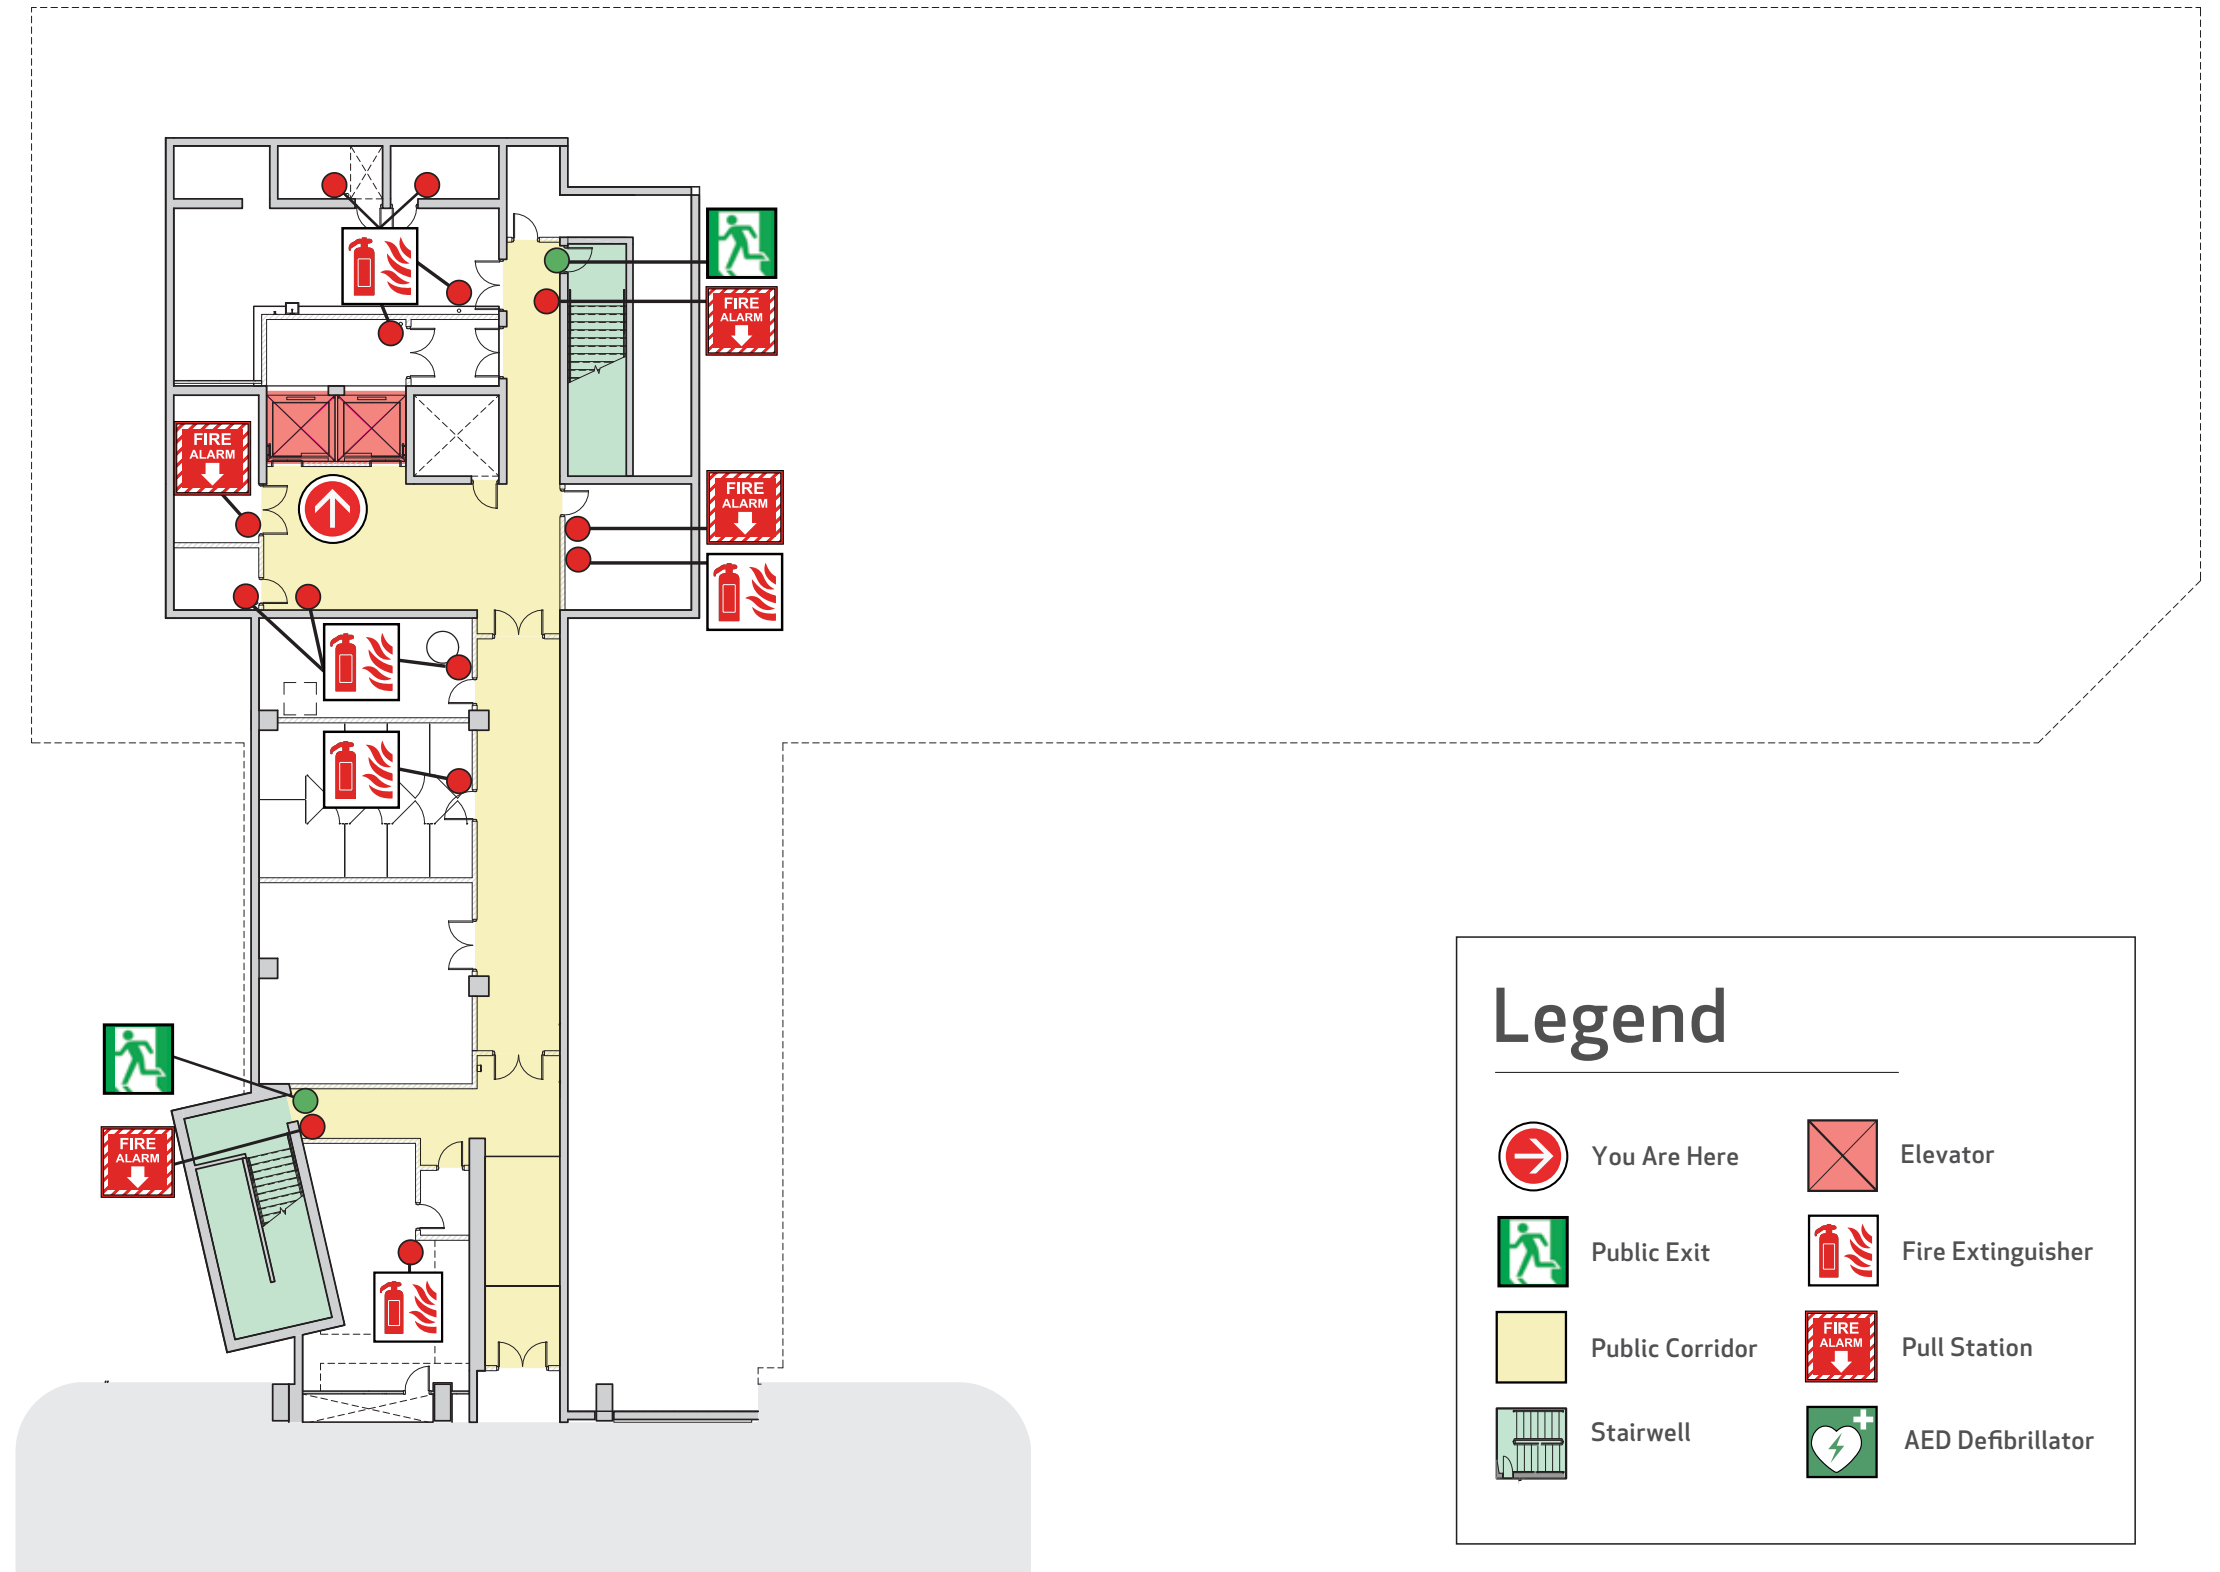 FIRE
ALARM
FIRE
ALARM
FIRE
ALARM
FIRE
ALARM
Legend
You Are Here
Elevator
Public Exit
Fire Extinguisher
Public Corridor
FIRE
ALARM
Pull Station
Stairwell
AED Defibrillator